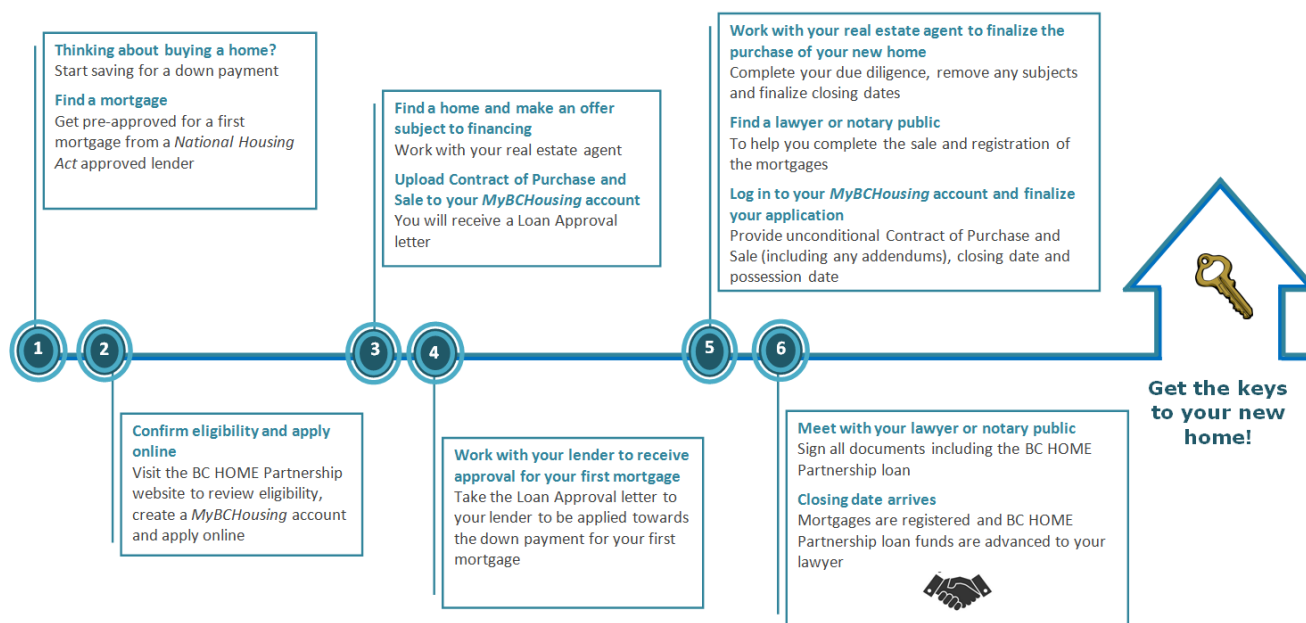 1
Thinking about buying a home?
Start saving for a down payment
Find a mortgage
Get pre-approved for a first
mortgage from a National Housing
Act approved lender
2
Confirm eligibility and apply
online
Visit the BC HOME Partnership
website to review eligibility,
create a MyBCHousing account
and apply online
3
Find a home and make an offer
subject to financing
Work with your real estate agent
Upload Contract of Purchase and
Sale to your MyBCHousing account
You will receive a Loan Approval
letter
4
Work with your lender to receive
approval for your first mortgage
Take the Loan Approval letter to
your lender to be applied towards
the down payment for your first
mortgage
5
Work with your real estate agent to finalize the
purchase of your new home
Complete your due diligence, remove any subjects
and finalize closing dates
Find a lawyer or notary public
To help you complete the sale and registration of
the mortgages
Log in to your MyBCHousing account and finalize
your application
Provide unconditional Contract of Purchase and
Sale (including any addendums), closing date and
possession date
6
Meet with your lawyer or notary public
Sign all documents including the BC HOME
Partnership loan
Closing date arrives
Mortgages are registered and BC HOME
Partnership loan funds are advanced to your
lawyer
Get the keys
to your new
home!